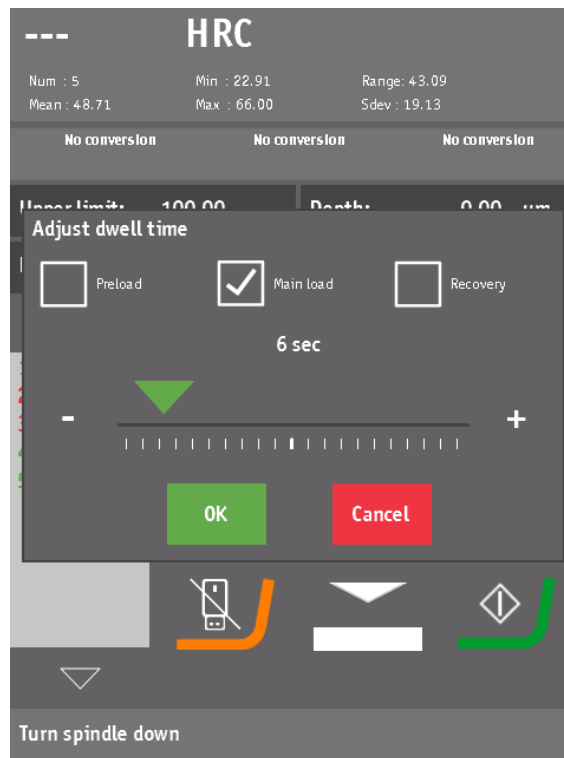 --- HRC
Num : 5 Min : 22.91 Range: 43.09
Mean : 48.71 Max : 66.00 Sdev : 19.13
No conversion No conversion No conversion
Upper limit: 100.00 Depth: 0.00 um
Adjust dwell time
Preload Main load Recovery
6 sec
- +
OK Cancel
Turn spindle down